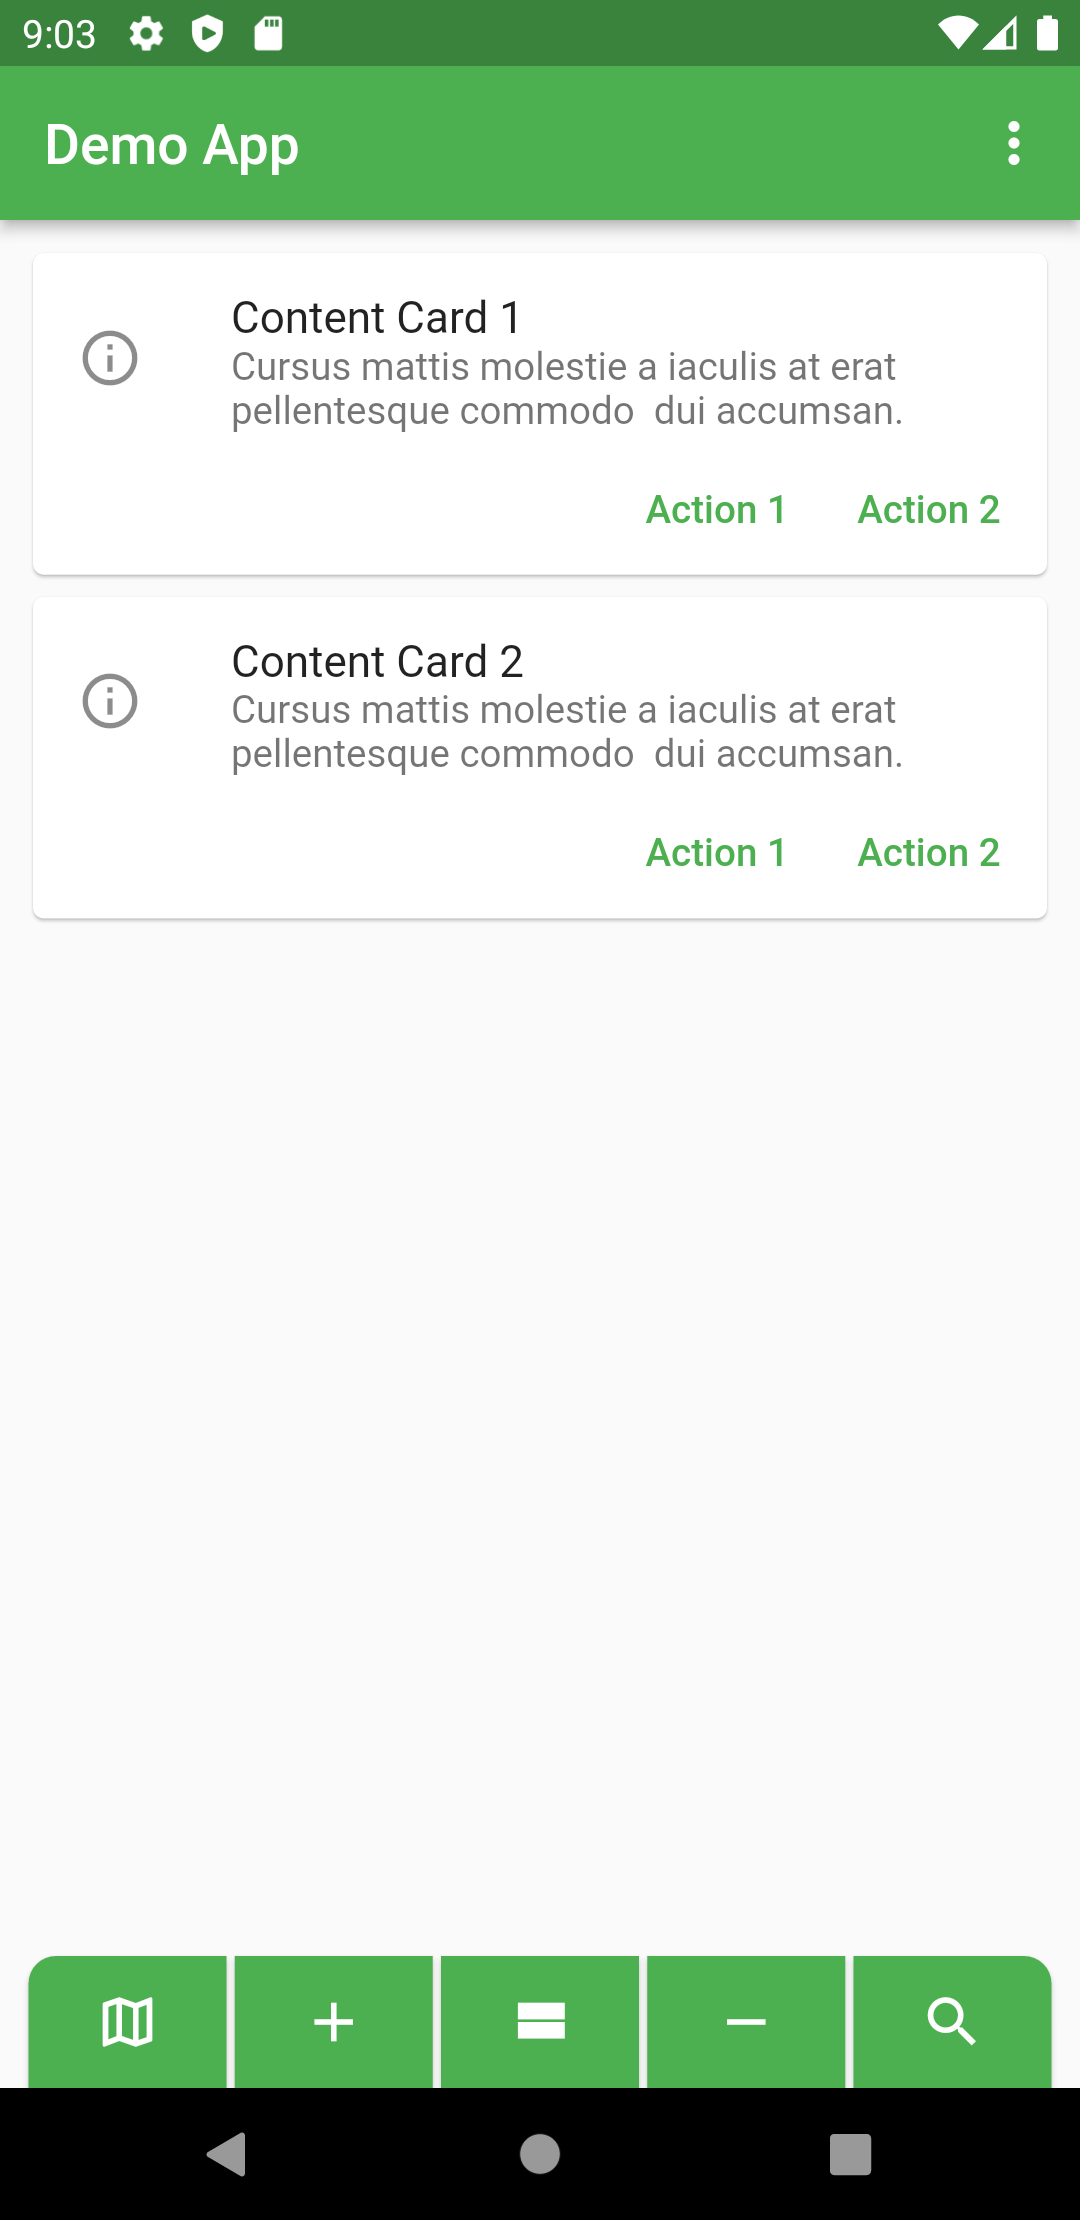 9:03
Demo App
Content Card 1
Cursus mattis molestie a iaculis at erat
pellentesque commodo  dui accumsan.
Action 1 Action 2
Content Card 2
Cursus mattis molestie a iaculis at erat
pellentesque commodo  dui accumsan.
Action 1 Action 2